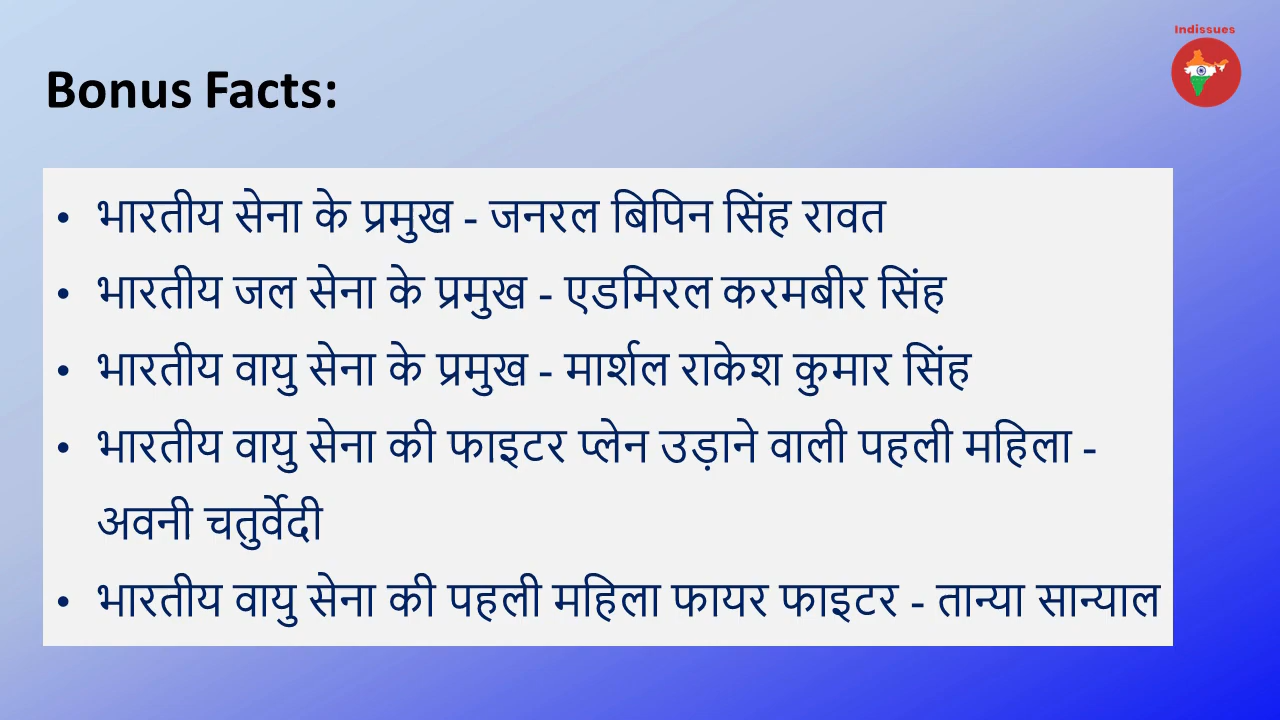 Indissues
Bonus Facts:
• भारतीय सेना के प्रमुख - जनरल बिपिन सिंह रावत
• भारतीय जल सेना के प्रमुख - एडमिरल करमबीर सिंह
• भारतीय वायु सेना के प्रमुख - मार्शल राकेश कुमार सिंह
• भारतीय वायु सेना की फाइटर प्लेन उड़ाने वाली पहली महिला -
अवनी चतुर्वेदी
• भारतीय वायु सेना की पहली महिला फायर फाइटर - तान्या सान्याल